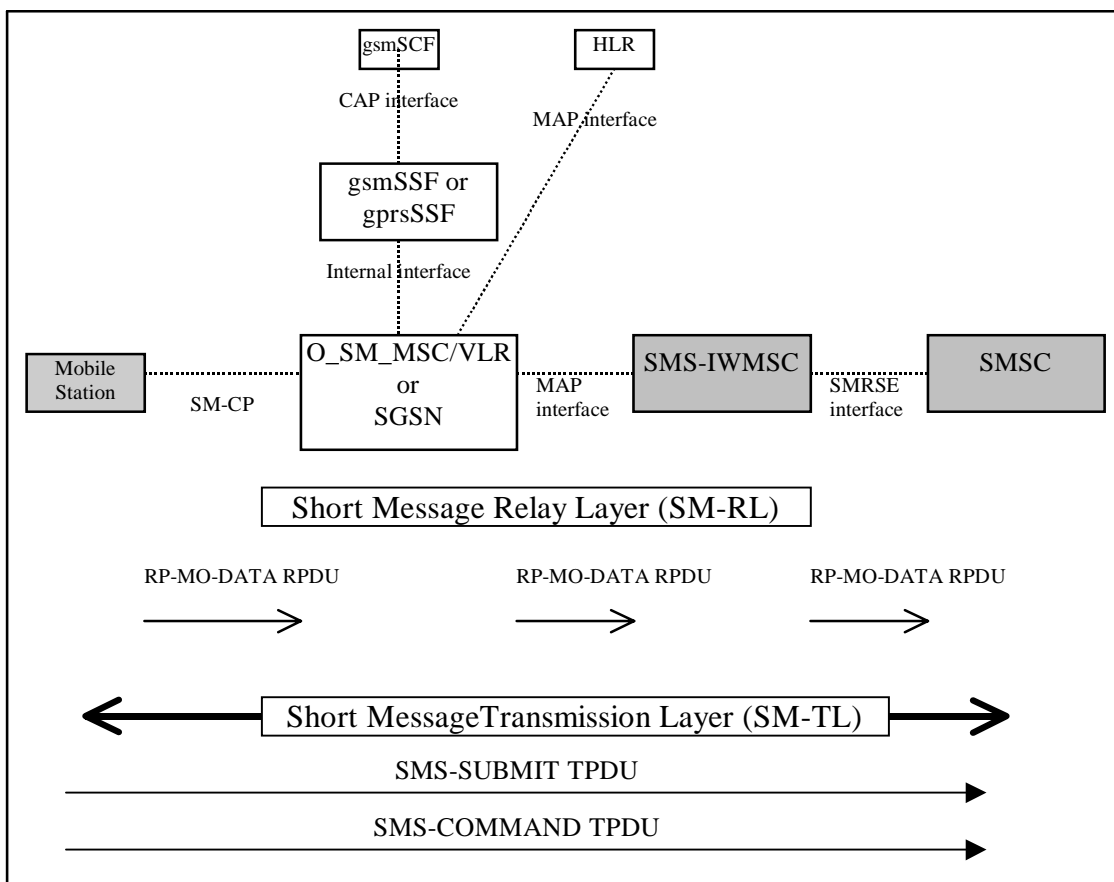 gsmSCF
HLR
CAP interface
MAP interface
gsmSSF or
gprsSSF
Internal interface
Mobile
Station
SM-CP
O_SM_MSC/VLR
or
SGSN
MAP
interface
SMS-IWMSC
SMRSE
interface
SMSC
Short Message Relay Layer (SM-RL)
RP-MO-DATA RPDU
RP-MO-DATA RPDU
RP-MO-DATA RPDU
Short MessageTransmission Layer (SM-TL)
SMS-SUBMIT TPDU
SMS-COMMAND TPDU